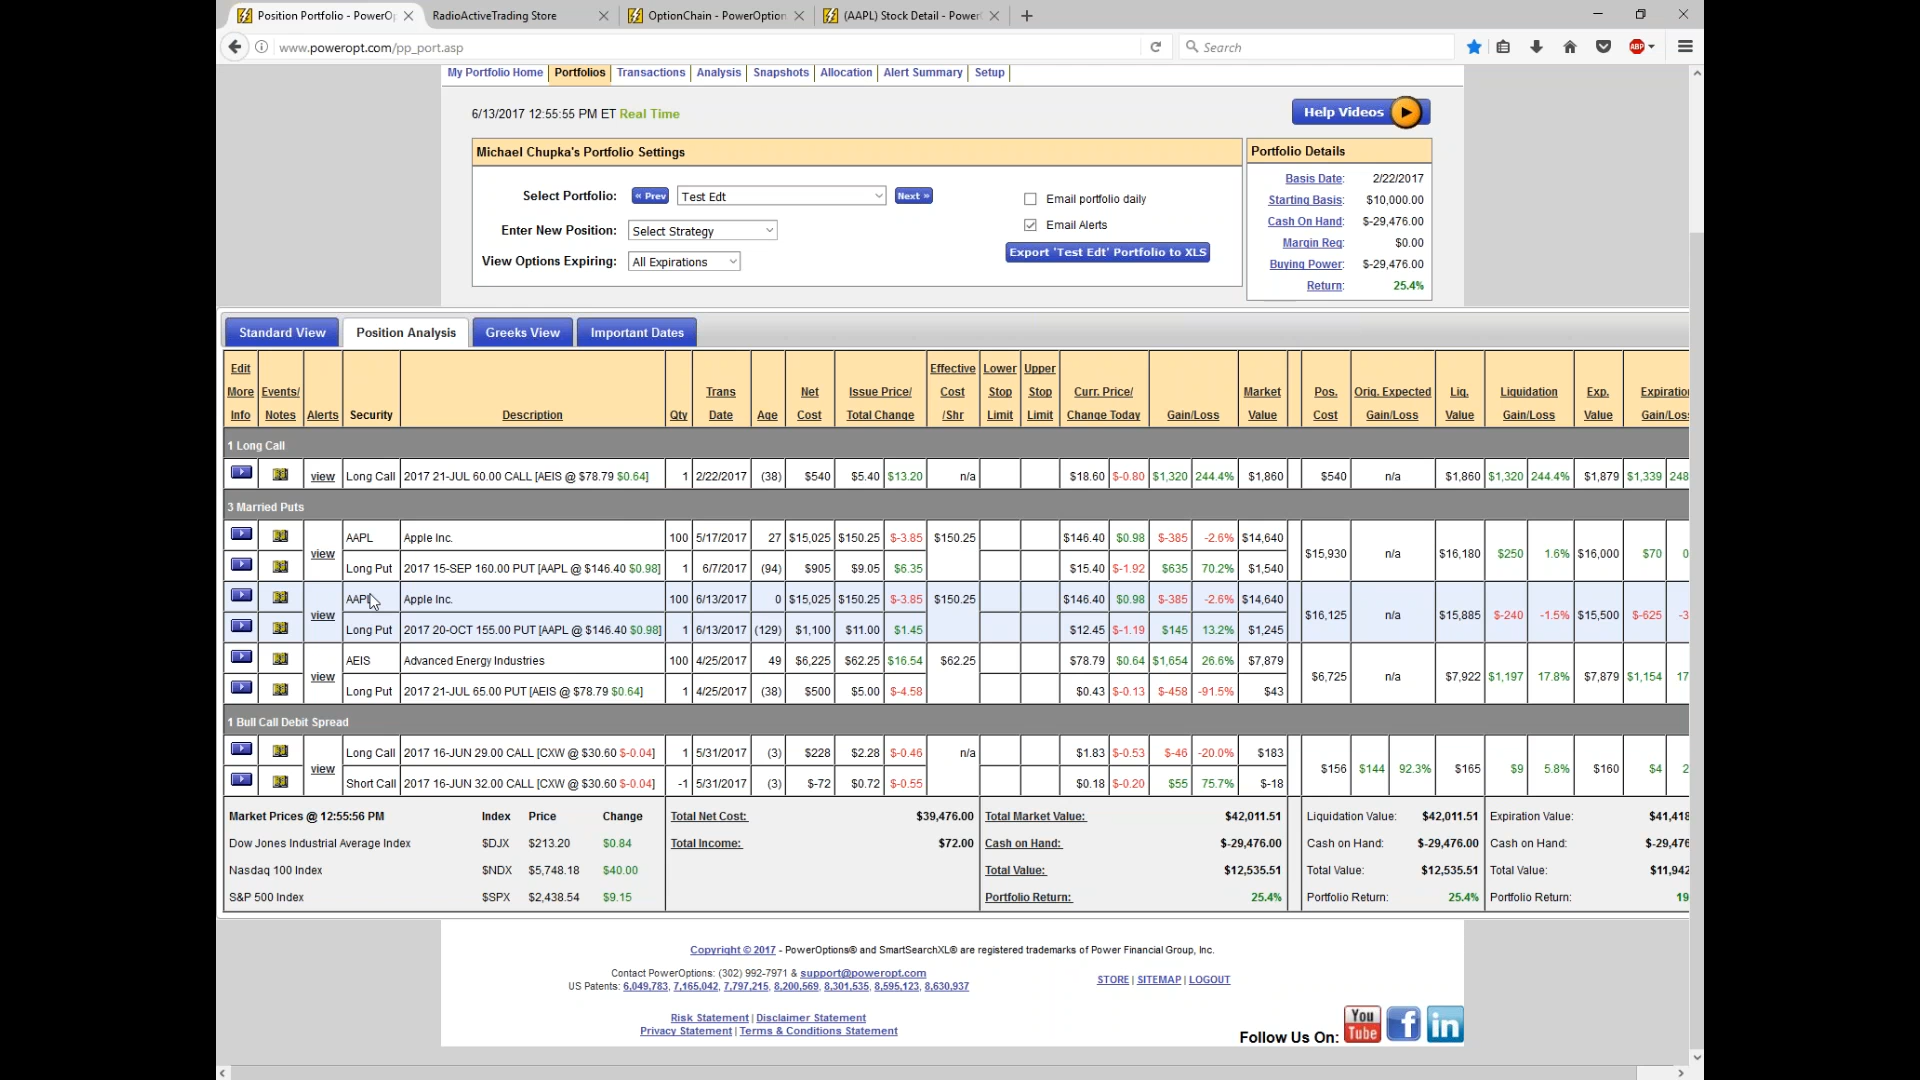 Position Portfolio - PowerO
RadioActiveTrading Store
OptionChain - PowerOption
(AAPL) Stock Detail - Power
www.poweropt.com/pp_port.asp
Search
ABP
My Portfolio Home Portfolios Transactions Analysis Snapshots Allocation Alert Summary Setup
6/13/2017 12:55:55 PM ET Real Time
Help Videos
Michael Chupka's Portfolio Settings
Portfolio Details
Select Portfolio: « Prev Test Edt Next »
Email portfolio daily
Enter New Position: Select Strategy
Email Alerts
View Options Expiring: All Expirations
Export 'Test Edt' Portfolio to XLS
Basis Date: 2/22/2017
Starting Basis: $10,000.00
Cash On Hand: $-29,476.00
Margin Req: $0.00
Buying Power: $-29,476.00
Return: 25.4%
Standard View Position Analysis Greeks View Important Dates
Edit Effective Lower Upper
More Events/ Trans Net Issue Price/ Cost Stop Stop Curr. Price/ Market Pos. Orig. Expected Liq. Liquidation Exp. Expiratio
Info Notes Alerts Security Description Qty Date Age Cost Total Change /Shr Limit Limit Change Today Gain/Loss Value Cost Gain/Loss Value Gain/Loss Value Gain/Los
1 Long Call
view Long Call 2017 21-JUL 60.00 CALL [AEIS @ $78.79 $0.64] 1 2/22/2017 (38) $540 $5.40 $13.20 n/a $18.60 $-0.80 $1,320 244.4% $1,860 $540 n/a $1,860 $1,320 244.4% $1,879 $1,339 248
3 Married Puts
AAPL Apple Inc. 100 5/17/2017 27 $15,025 $150.25 $-3.85 $150.25 $146.40 $0.98 $-385 -2.6% $14,640
view $15,930 n/a $16,180 $250 1.6% $16,000 $70 0
Long Put 2017 15-SEP 160.00 PUT [AAPL @ $146.40 $0.98] 1 6/7/2017 (94) $905 $9.05 $6.35 $15.40 $-1.92 $635 70.2% $1,540
AAPL Apple Inc. 100 6/13/2017 0 $15,025 $150.25 $-3.85 $150.25 $146.40 $0.98 $-385 -2.6% $14,640
view $16,125 n/a $15,885 $-240 -1.5% $15,500 $-625 -3
Long Put 2017 20-OCT 155.00 PUT [AAPL @ $146.40 $0.98] 1 6/13/2017 (129) $1,100 $11.00 $1.45 $12.45 $-1.19 $145 13.2% $1,245
AEIS Advanced Energy Industries 100 4/25/2017 49 $6,225 $62.25 $16.54 $62.25 $78.79 $0.64 $1,654 26.6% $7,879
view $6,725 n/a $7,922 $1,197 17.8% $7,879 $1,154 17
Long Put 2017 21-JUL 65.00 PUT [AEIS @ $78.79 $0.64] 1 4/25/2017 (38) $500 $5.00 $-4.58 $0.43 $-0.13 $-458 -91.5% $43
1 Bull Call Debit Spread
Long Call 2017 16-JUN 29.00 CALL [CXW @ $30.60 $-0.04] 1 5/31/2017 (3) $228 $2.28 $-0.46 n/a $1.83 $-0.53 $-46 -20.0% $183
view $156 $144 92.3% $165 $9 5.8% $160 $4 2
Short Call 2017 16-JUN 32.00 CALL [CXW @ $30.60 $-0.04] -1 5/31/2017 (3) $-72 $0.72 $-0.55 $0.18 $-0.20 $55 75.7% $-18
Market Prices @ 12:55:56 PM Index Price Change Total Net Cost: $39,476.00 Total Market Value: $42,011.51 Liquidation Value: $42,011.51 Expiration Value: $41,418
Dow Jones Industrial Average Index $DJX $213.20 $0.84 Total Income: $72.00 Cash on Hand: $-29,476.00 Cash on Hand: $-29,476.00 Cash on Hand: $-29,476
Nasdaq 100 Index $NDX $5,748.18 $40.00 Total Value: $12,535.51 Total Value: $12,535.51 Total Value: $11,942
S&P 500 Index $SPX $2,438.54 $9.15 Portfolio Return: 25.4% Portfolio Return: 25.4% Portfolio Return: 19
Copyright © 2017 - PowerOptions® and SmartSearchXL® are registered trademarks of Power Financial Group, Inc.
Contact PowerOptions: (302) 992-7971 & support@poweropt.com
STORE | SITEMAP | LOGOUT
US Patents: 6,049,783, 7,165,042, 7,797,215, 8,200,569, 8,301,535, 8,595,123, 8,630,937
Risk Statement | Disclaimer Statement
Privacy Statement | Terms & Conditions Statement
Follow Us On: You Tube f in